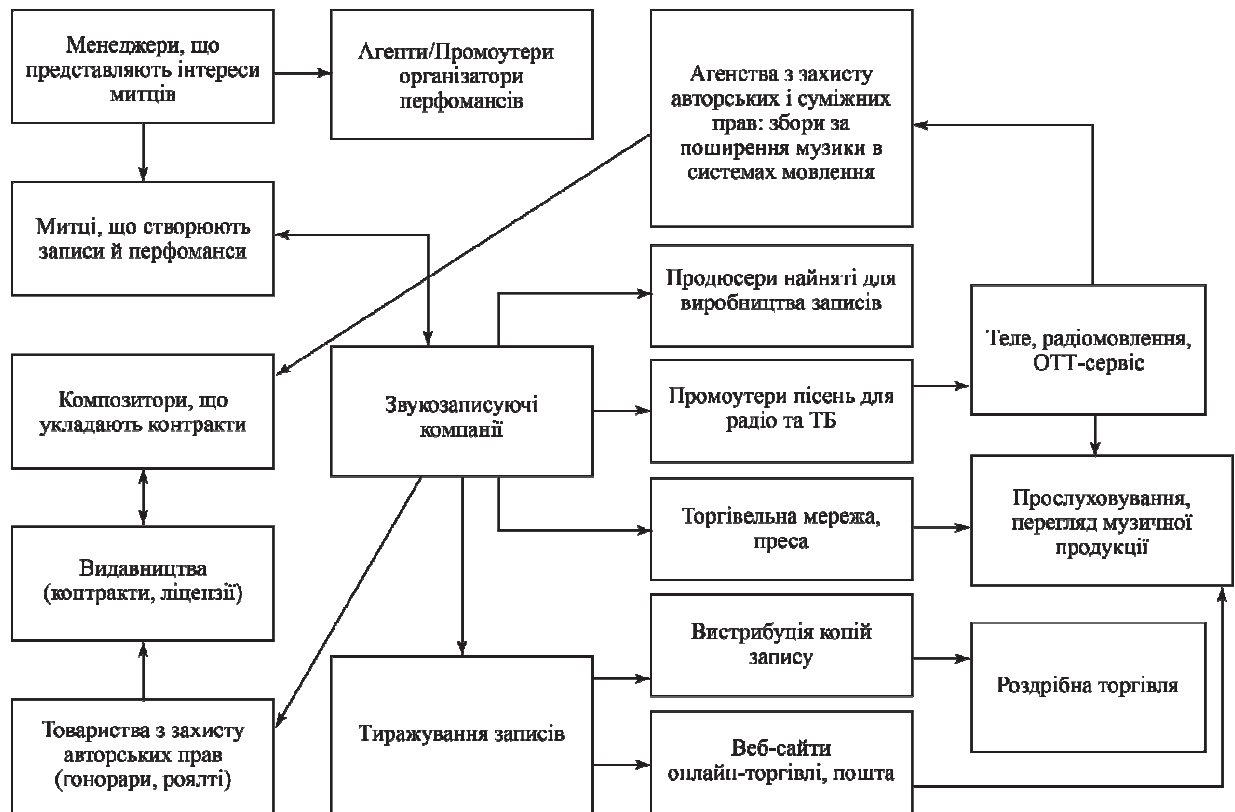 Менеджери, що
представляють інтереси
митців
Агенти/Промоутери
організатори
перфомансів
Агенства з захисту
авторських і суміжних
прав: збори за
поширення музики в
системах мовлення
Митці, що створюють
записи й перфоманси
Продюсери найняті для
виробництва записів
Теле, радіомовлення,
ОТТ-сервіс
Композитори, що
укладають контракти
Звукозаписуючі
компанії
Промоутери пісень для
радіо та ТБ
Торгівельна мережа,
преса
Прослуховування,
перегляд музичної
продукції
Видавництва
(контракти, ліцензії)
Вистрибуція копій
запису
Роздрібна торгівля
Товариства з захисту
авторських прав
(гонорари, роялті)
Тиражування записів
Веб-сайти
онлайн-торгівлі, пошта